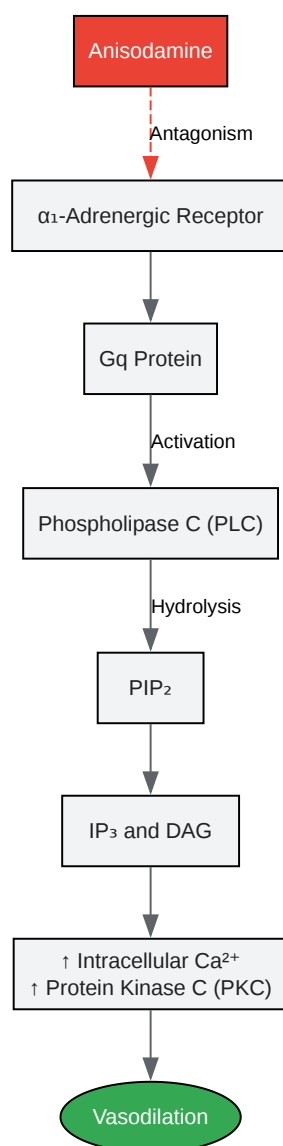 Anisodamine
Antagonism
α₁-Adrenergic Receptor
Gq Protein
Activation
Phospholipase C (PLC)
Hydrolysis
PIP₂
IP₃ and DAG
↑ Intracellular Ca²⁺
↑ Protein Kinase C (PKC)
Vasodilation